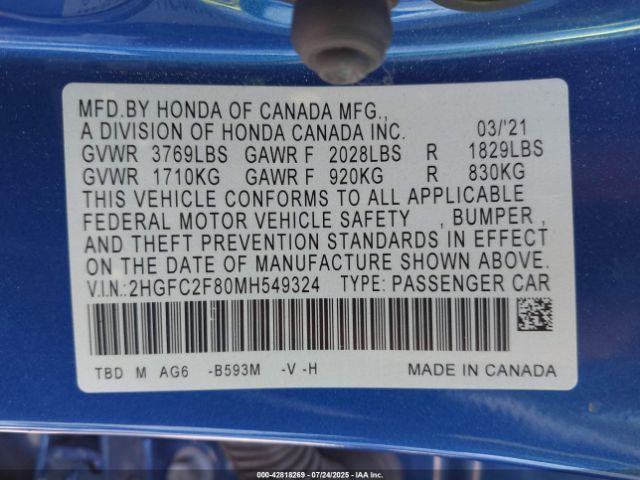 MFD.BY HONDA OF CANADA MFG.,
A DIVISION OF HONDA CANADA INC. 03/'21
GVWR 3769LBS GAWR F 2028LBS R 1829LBS
GVWR 1710KG GAWR F 920KG R 830KG
THIS VEHICLE CONFORMS TO ALL APPLICABLE
FEDERAL MOTOR VEHICLE SAFETY , BUMPER ,
AND THEFT PREVENTION STANDARDS IN EFFECT
ON THE DATE OF MANUFACTURE SHOWN ABOVE.
V.I.N.:2HGFC2F80MH549324 TYPE: PASSENGER CAR
TBD M AG6 -B593M -V -H MADE IN CANADA
000-42818269 - 07/24/2025 - IAA Inc.